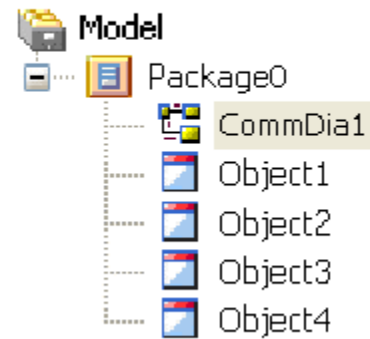 Model
Package0
CommDia1
Object1
Object2
Object3
Object4